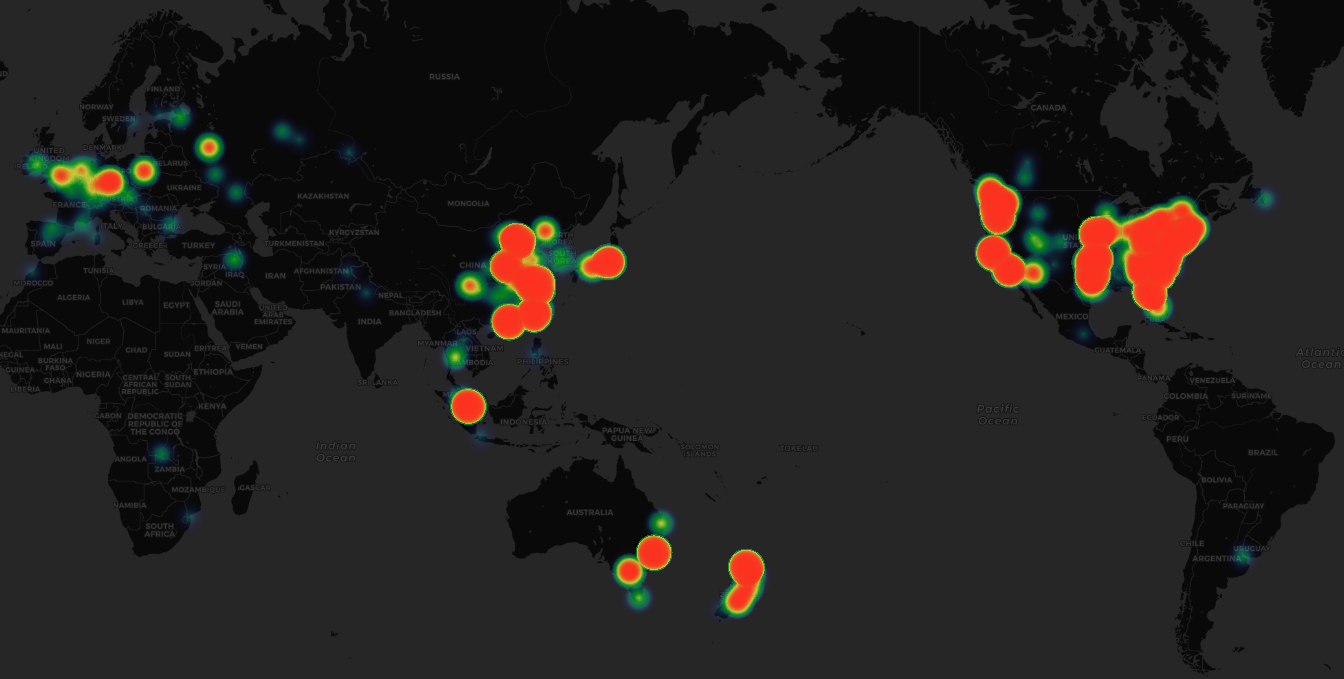 RUSSIA
CANADA
FINLAND
NORWAY
SWEDEN
DENMARK
UNITED
KINGDOM
BELARUS
UKRAINE
FRANCE
ROMANIA
ITALY
BULGARIA
SPAIN
GREECE
TURKEY
KAZAKHSTAN
MONGOLIA
KYRGYZSTAN
TURKMENISTAN
CHINA
SYRIA
IRAQ
IRAN
AFGHANISTAN
TUNISIA
MOROCCO
JORDAN
PAKISTAN
NEPAL
ALGERIA
LIBYA
EGYPT
SAUDI
ARABIA
UNITED
ARAB
EMIRATES
BANGLADESH
INDIA
MEXICO
MAURITANIA
MALI
NIGER
CHAD
SUDAN
ERITREA
YEMEN
LAOS
MYANMAR
VIETNAM
GUATEMALA
Atlantic
Ocean
BURKINA
FASO
GUINEA
GHANA
NIGERIA
ETHIOPIA
CENTRAL
AFRICAN
REPUBLIC
SOUTH
SUDAN
PHILIPPINES
SRI LANKA
PANAMA
VENEZUELA
LIBERIA
COLOMBIA
SURINAME
GABON
KENYA
DEMOCRATIC
REPUBLIC OF
THE CONGO
INDONESIA
PAPUA NEW
GUINEA
Pacific
Ocean
ECUADOR
PERU
BRAZIL
Indian
Ocean
SOLOMON
ISLANDS
TOKELAU
ANGOLA
ZAMBIA
BOLIVIA
MOZAMBIQUE
NAMIBIA
AUSTRALIA
PARAGUAY
SOUTH
AFRICA
CHILE
URUGUAY
ARGENTINA